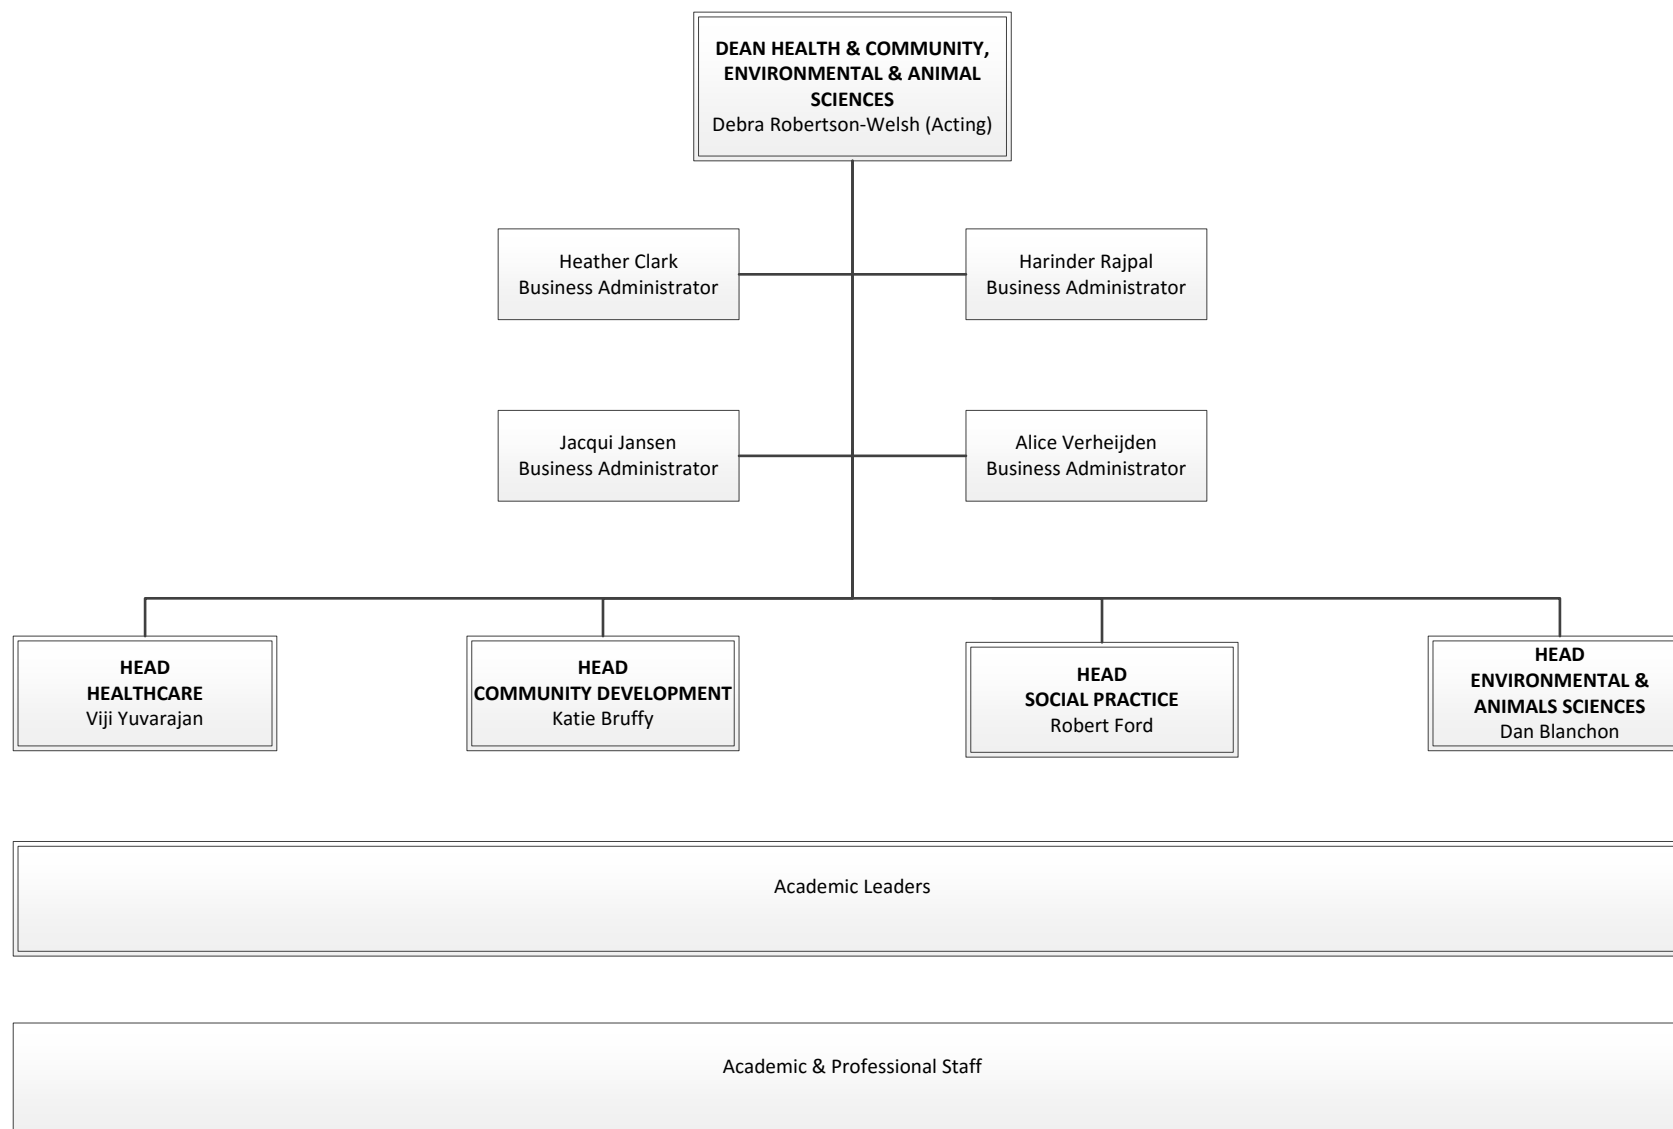 DEAN HEALTH & COMMUNITY,
ENVIRONMENTAL & ANIMAL
SCIENCES
Debra Robertson-Welsh (Acting)
Heather Clark
Business Administrator
Harinder Rajpal
Business Administrator
Jacqui Jansen
Business Administrator
Alice Verheijden
Business Administrator
HEAD
HEALTHCARE
Viji Yuvarajan
HEAD
COMMUNITY DEVELOPMENT
Katie Bruffy
HEAD
SOCIAL PRACTICE
Robert Ford
HEAD
ENVIRONMENTAL &
ANIMALS SCIENCES
Dan Blanchon
Academic Leaders
Academic & Professional Staff